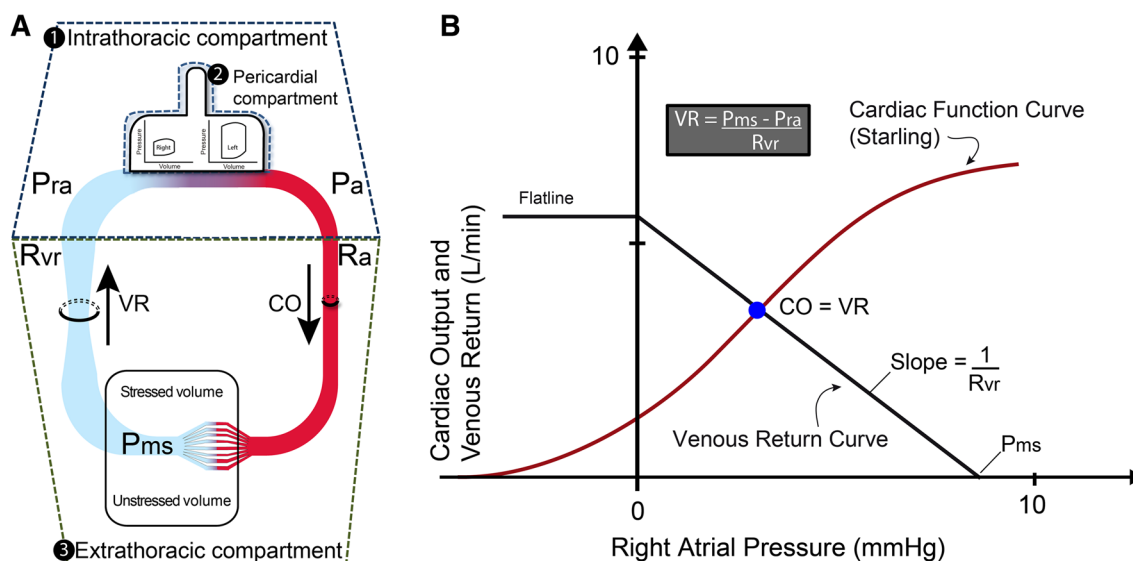 A
1 Intrathoracic compartment
2 Pericardial
compartment
Pressure
Right
Volume
Pressure
Left
Volume
Pra
Pa
Rvr
Ra
VR
CO
Stressed volume
Pms
Unstressed volume
3 Extrathoracic compartment
B
10
VR = Pms - Pra
Rvr
Cardiac Function Curve
(Starling)
Flatline
Cardiac Output and
Venous Return (L/min)
CO = VR
Slope = 1
Rvr
Venous Return Curve
Pms
0
10
Right Atrial Pressure (mmHg)